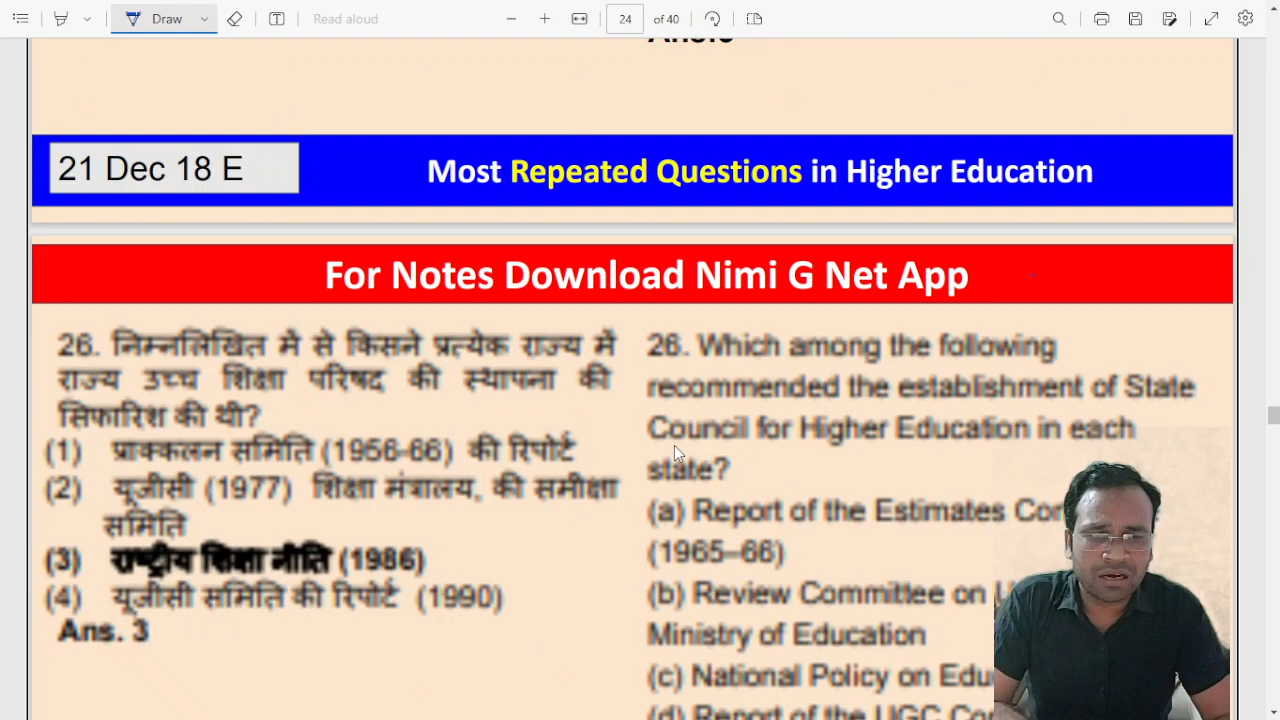 Draw
Read aloud
24 of 40
21 Dec 18 E
Most Repeated Questions in Higher Education
For Notes Download Nimi G Net App
26. निम्नलिखित में से किसने प्रत्येक राज्य में
राज्य उच्च शिक्षा परिषद की स्थापना की
सिफारिश की थी?
(1) प्राक्कलन समिति (1956-66) की रिपोर्ट
(2) यूजीसी (1977) शिक्षा मंत्रालय, की समीक्षा
समिति
(3) राष्ट्रीय शिक्षा नीति (1986)
(4) यूजीसी समिति की रिपोर्ट (1990)
Ans. 3
26. Which among the following
recommended the establishment of State
Council for Higher Education in each
state?
(a) Report of the Estimates
(1965–66)
(b) Review Committee on
Ministry of Education
(c) National Policy on
(d) Report of the UGC